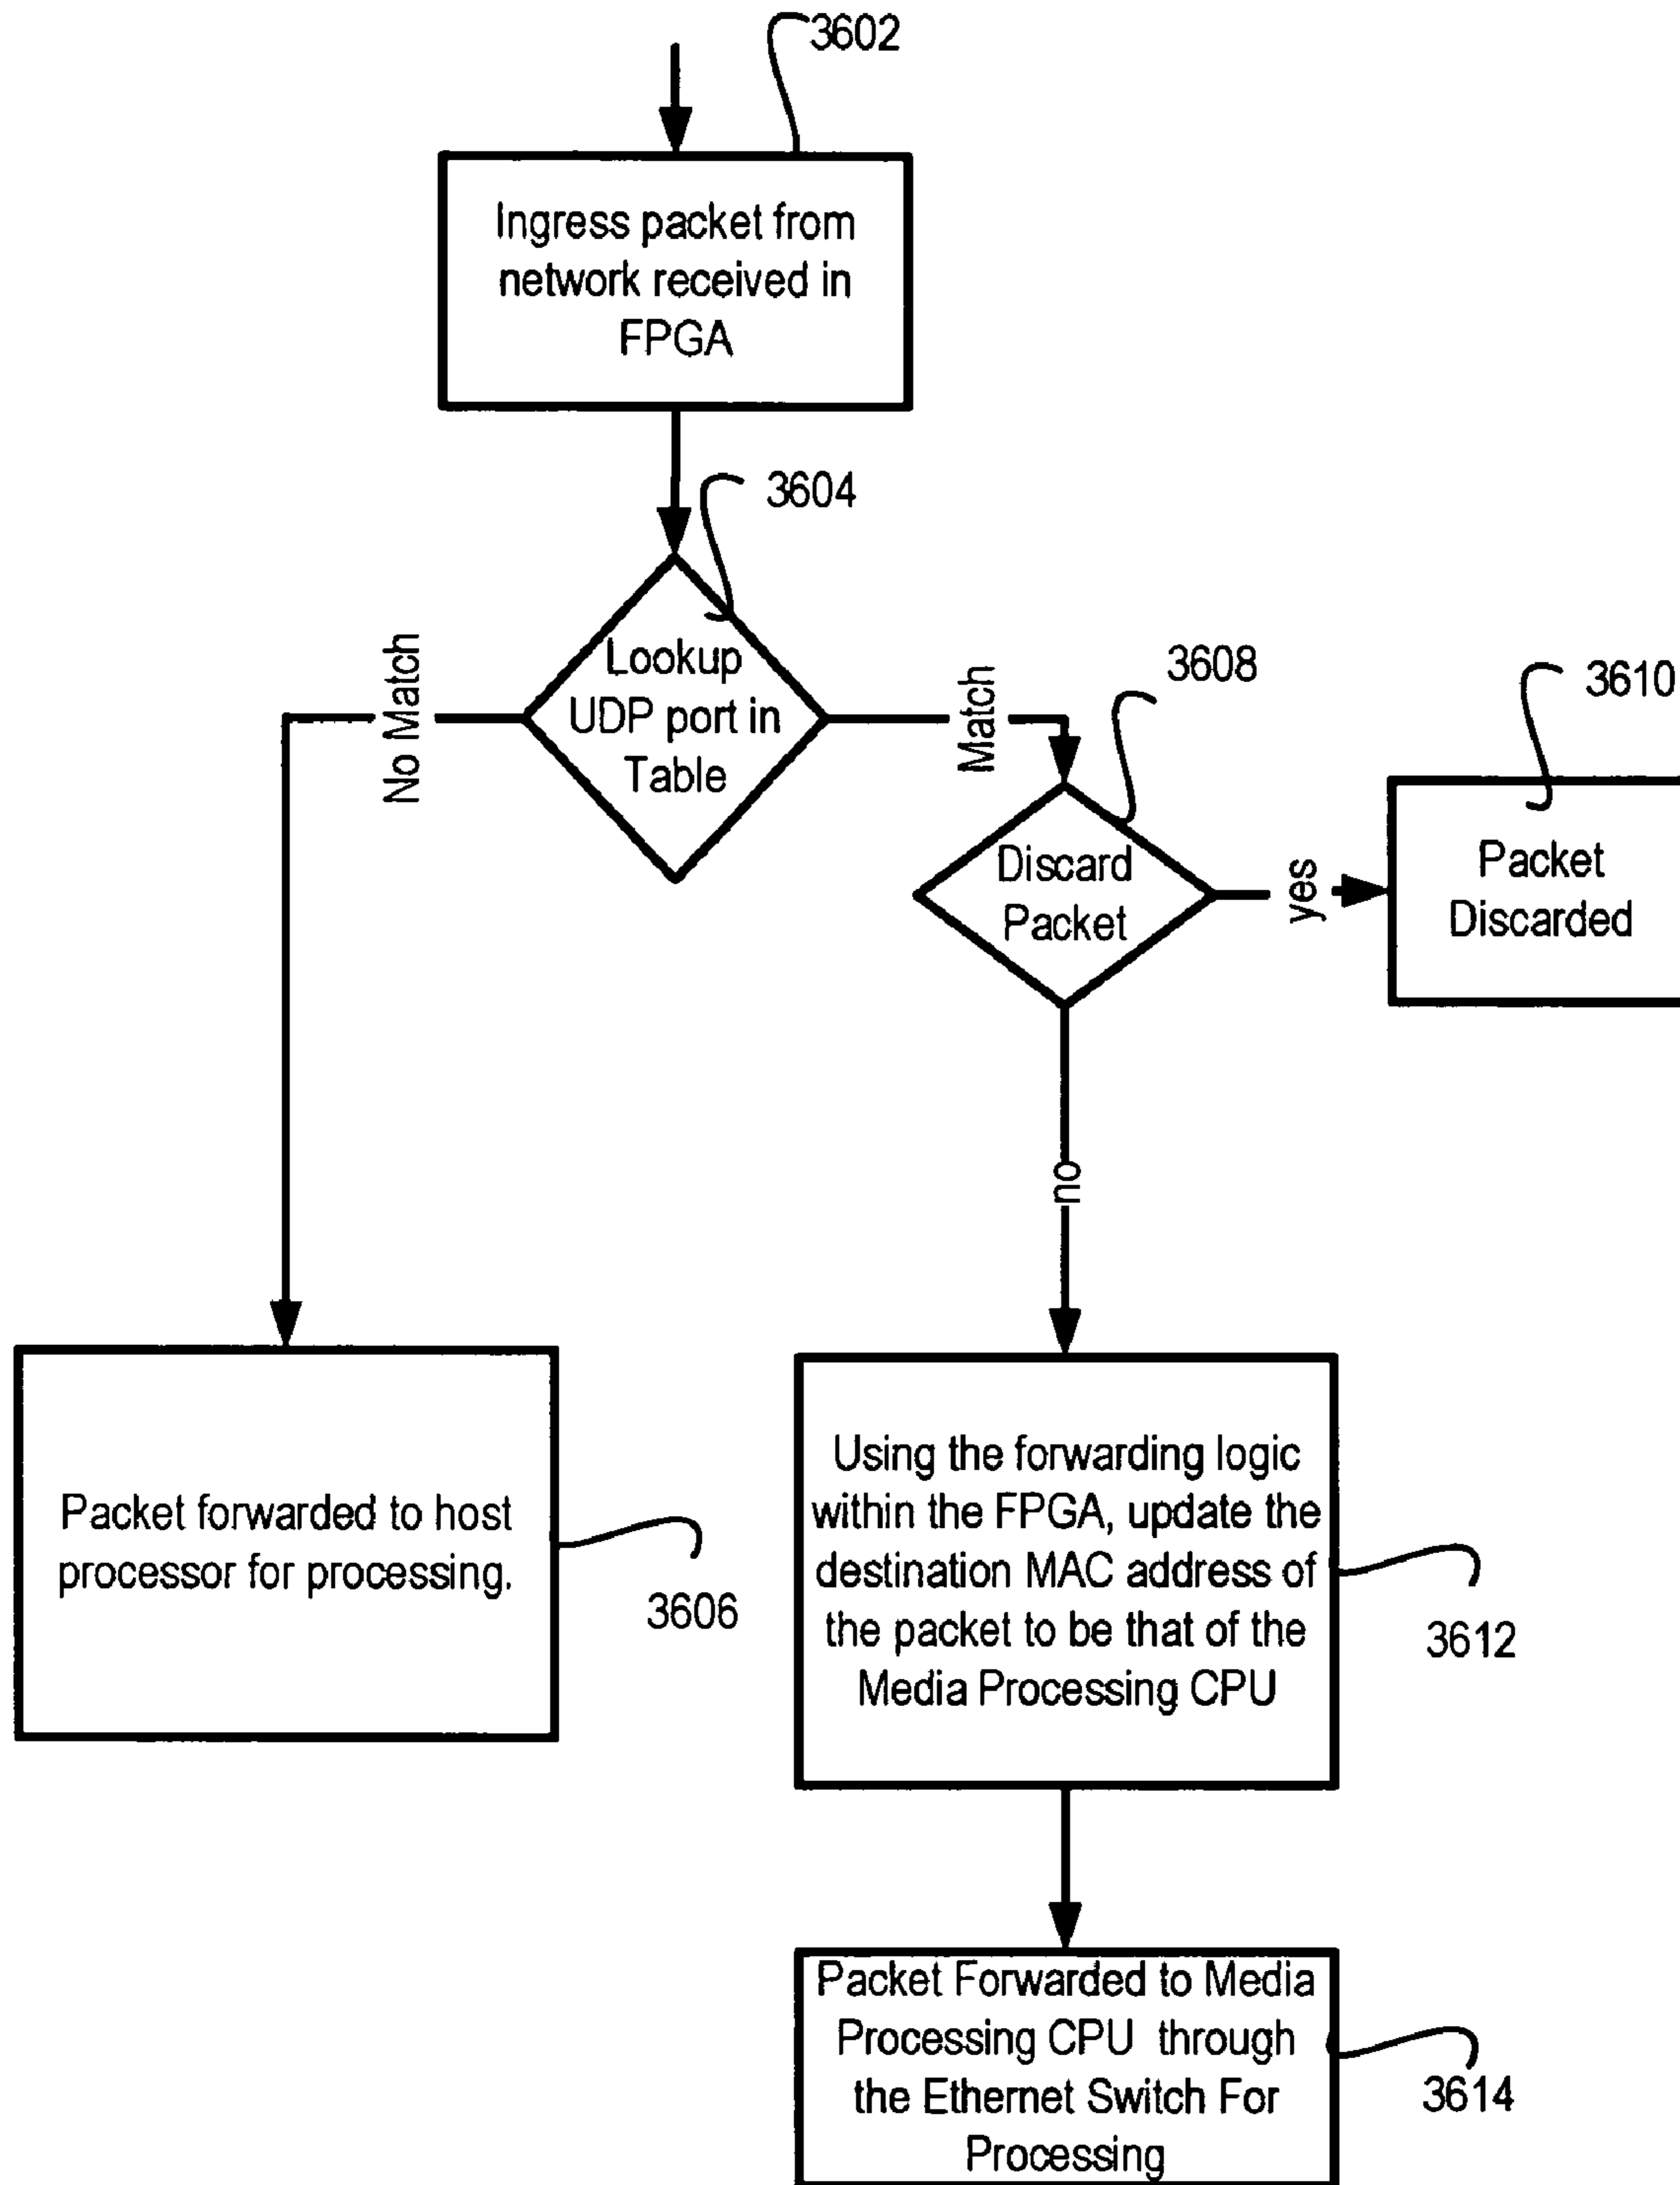 3602
Ingress packet from
network received in
FPGA
3604
Lookup
UDP port in
Table
No Match
Match
3608
3610
Discard
Packet
yes
Packet
Discarded
no
Packet forwarded to host
processor for processing.
3606
Using the forwarding logic
within the FPGA, update the
destination MAC address of
the packet to be that of the
Media Processing CPU
3612
Packet Forwarded to Media
Processing CPU through
the Ethernet Switch For
Processing
3614